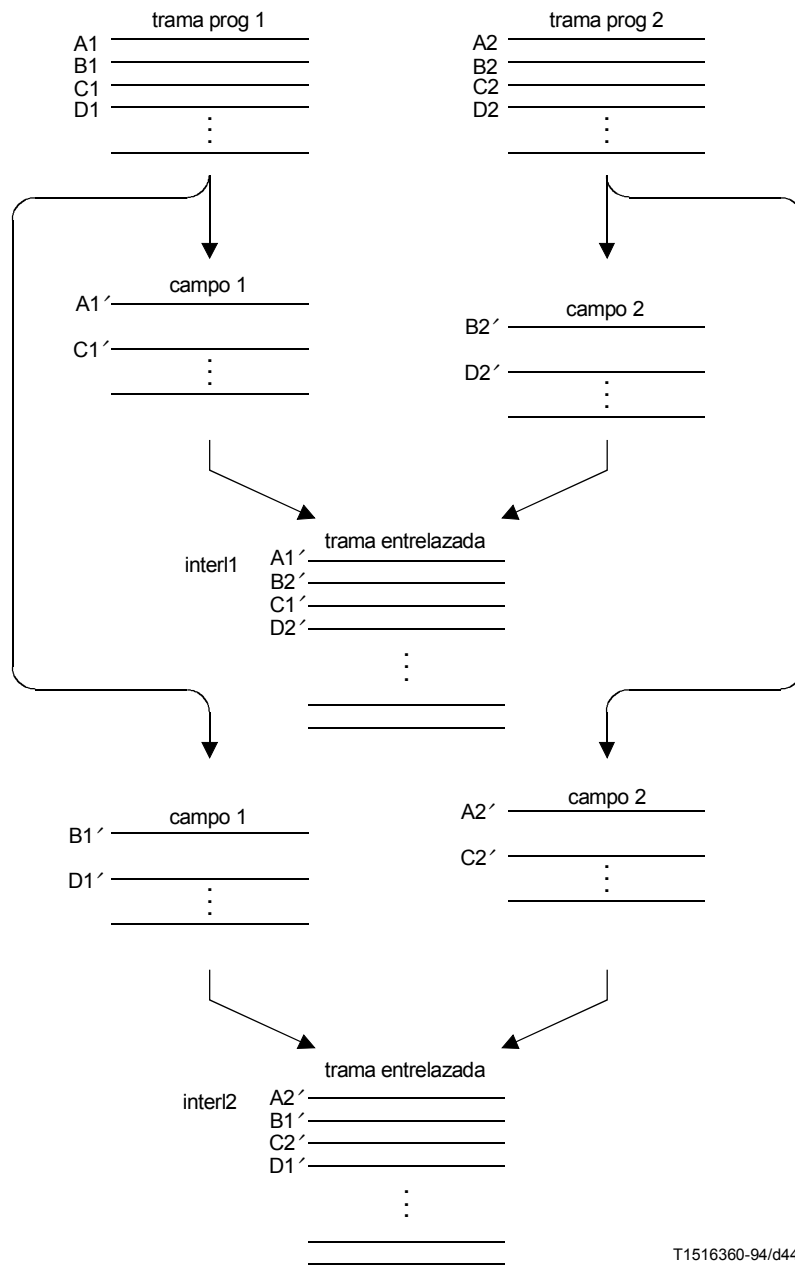 trama prog 1
A1
B1
C1
D1
trama prog 2
A2
B2
C2
D2
campo 1
A1′
C1′
campo 2
B2′
D2′
trama entrelazada
interl1
A1′
B2′
C1′
D2′
campo 1
B1′
D1′
campo 2
A2′
C2′
trama entrelazada
interl2
A2′
B1′
C2′
D1′
T1516360-94/d44